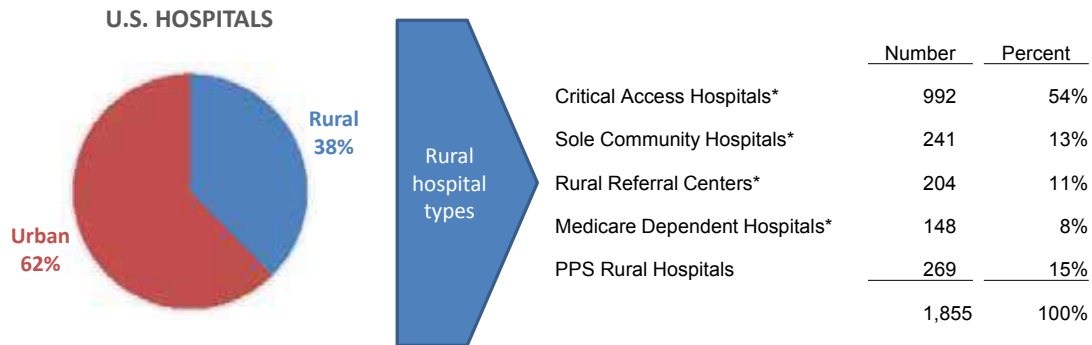 U.S. HOSPITALS
Rural
38%
Urban
62%
Rural
hospital
types
Number Percent
Critical Access Hospitals* 992 54%
Sole Community Hospitals* 241 13%
Rural Referral Centers* 204 11%
Medicare Dependent Hospitals* 148 8%
PPS Rural Hospitals 269 15%
1,855 100%